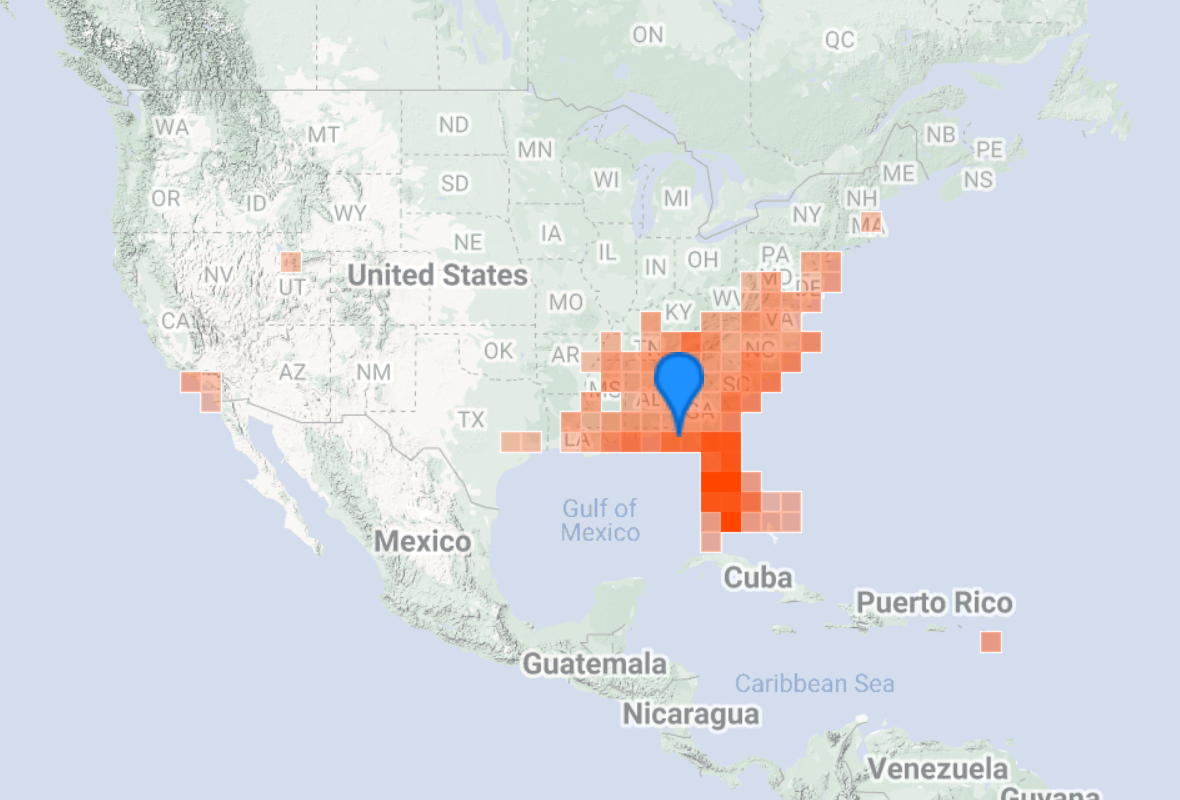 ON
QC
WA
MT
ND
MN
NB
PE
NS
ME
OR
ID
WY
SD
WI
MI
NY
NH
MA
NE
IA
IL
IN
OH
PA
MD
DE
NV
UT
United States
MO
KY
WV
VA
CA
AZ
NM
OK
AR
TN
NC
MS
AL
GA
SC
TX
LA
Gulf of
Mexico
Mexico
Cuba
Puerto Rico
Guatemala
Caribbean Sea
Nicaragua
Venezuela
Guyana